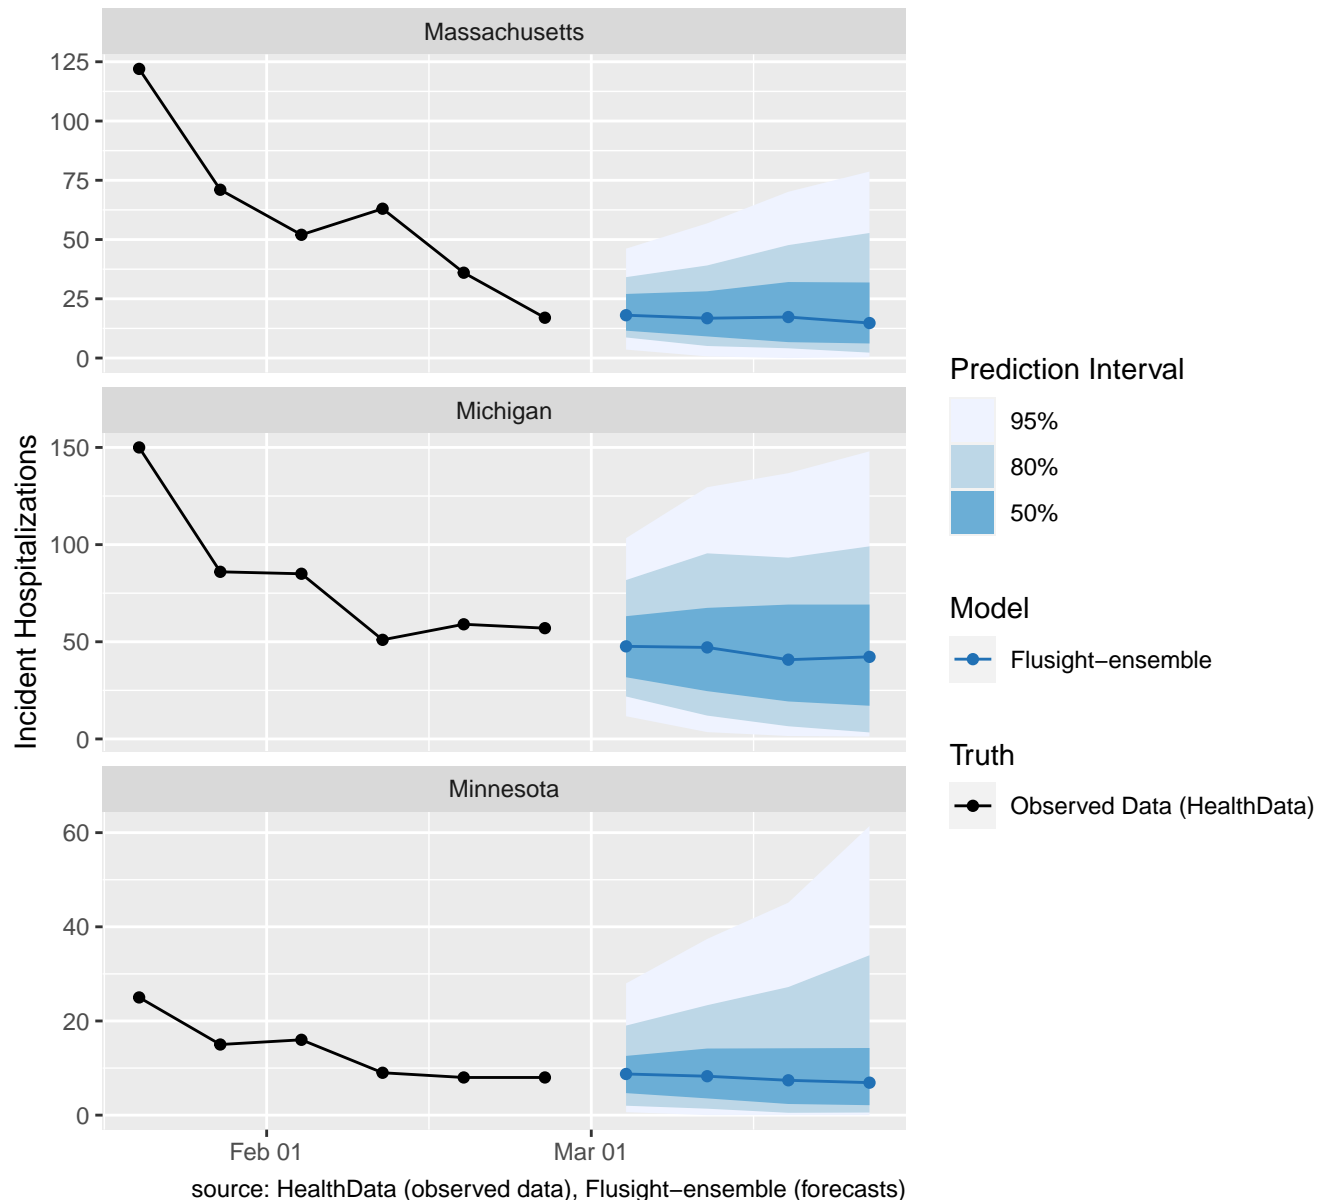 Massachusetts
125
100
75
50
25
0
Michigan
150
100
50
0
Minnesota
60
40
20
0
Feb 01
Mar 01
Incident Hospitalizations
source: HealthData (observed data), Flusight−ensemble (forecasts)
Prediction Interval
95%
80%
50%
Model
Flusight−ensemble
Truth
Observed Data (HealthData)